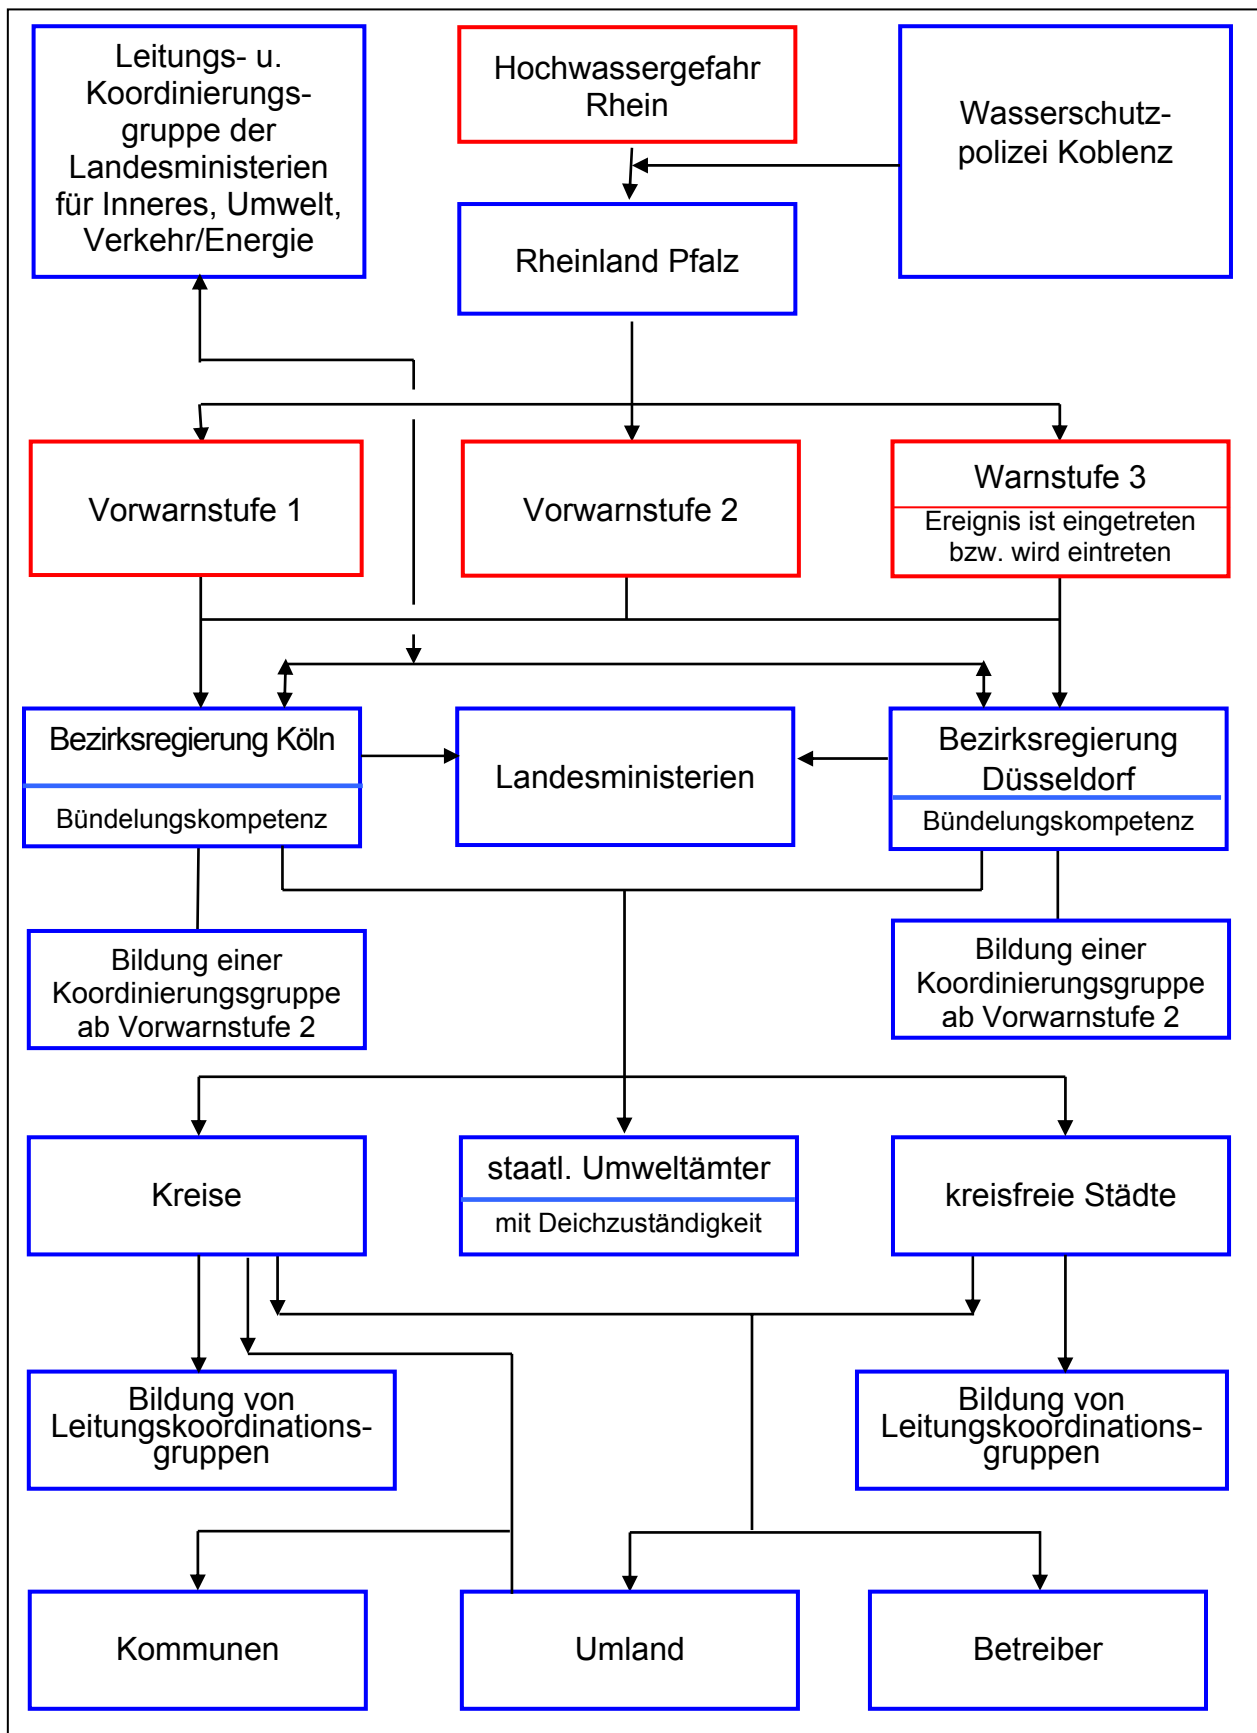 Leitungs- u.
Koordinierungs-
gruppe der
Landesministerien
für Inneres, Umwelt,
Verkehr/Energie
Hochwassergefahr
Rhein
Wasserschutz-
polizei Koblenz
Rheinland Pfalz
Vorwarnstufe 1
Vorwarnstufe 2
Warnstufe 3
Ereignis ist eingetreten
bzw. wird eintreten
Bezirksregierung Köln
Bündelungskompetenz
Landesministerien
Bezirksregierung
Düsseldorf
Bündelungskompetenz
Bildung einer
Koordinierungsgruppe
ab Vorwarnstufe 2
Bildung einer
Koordinierungsgruppe
ab Vorwarnstufe 2
Kreise
staatl. Umweltämter
mit Deichzuständigkeit
kreisfreie Städte
Bildung von
Leitungskoordinations-
gruppen
Bildung von
Leitungskoordinations-
gruppen
Kommunen
Umland
Betreiber